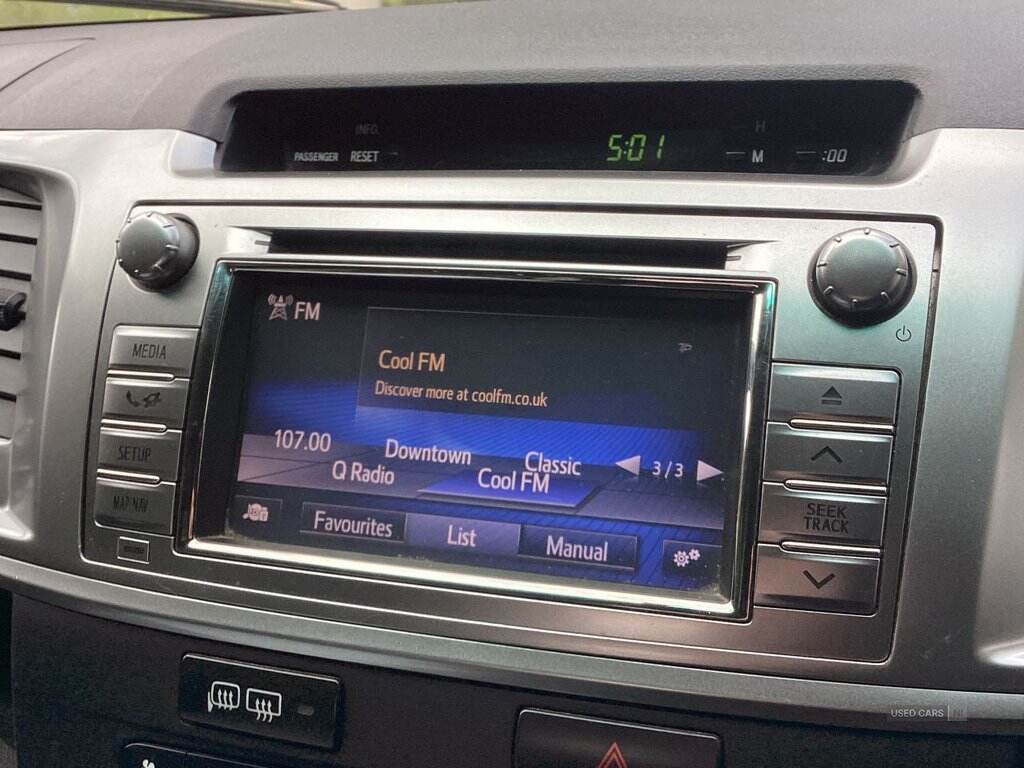 INFO.
PASSENGER RESET
5:01
H
M
:00
FM
Cool FM
Discover more at coolfm.co.uk
107.00 Downtown Classic
Q Radio Cool FM
3/3
Favourites List Manual
MEDIA
SETUP
MAP NAV
SEEK
TRACK
USED CARS NI